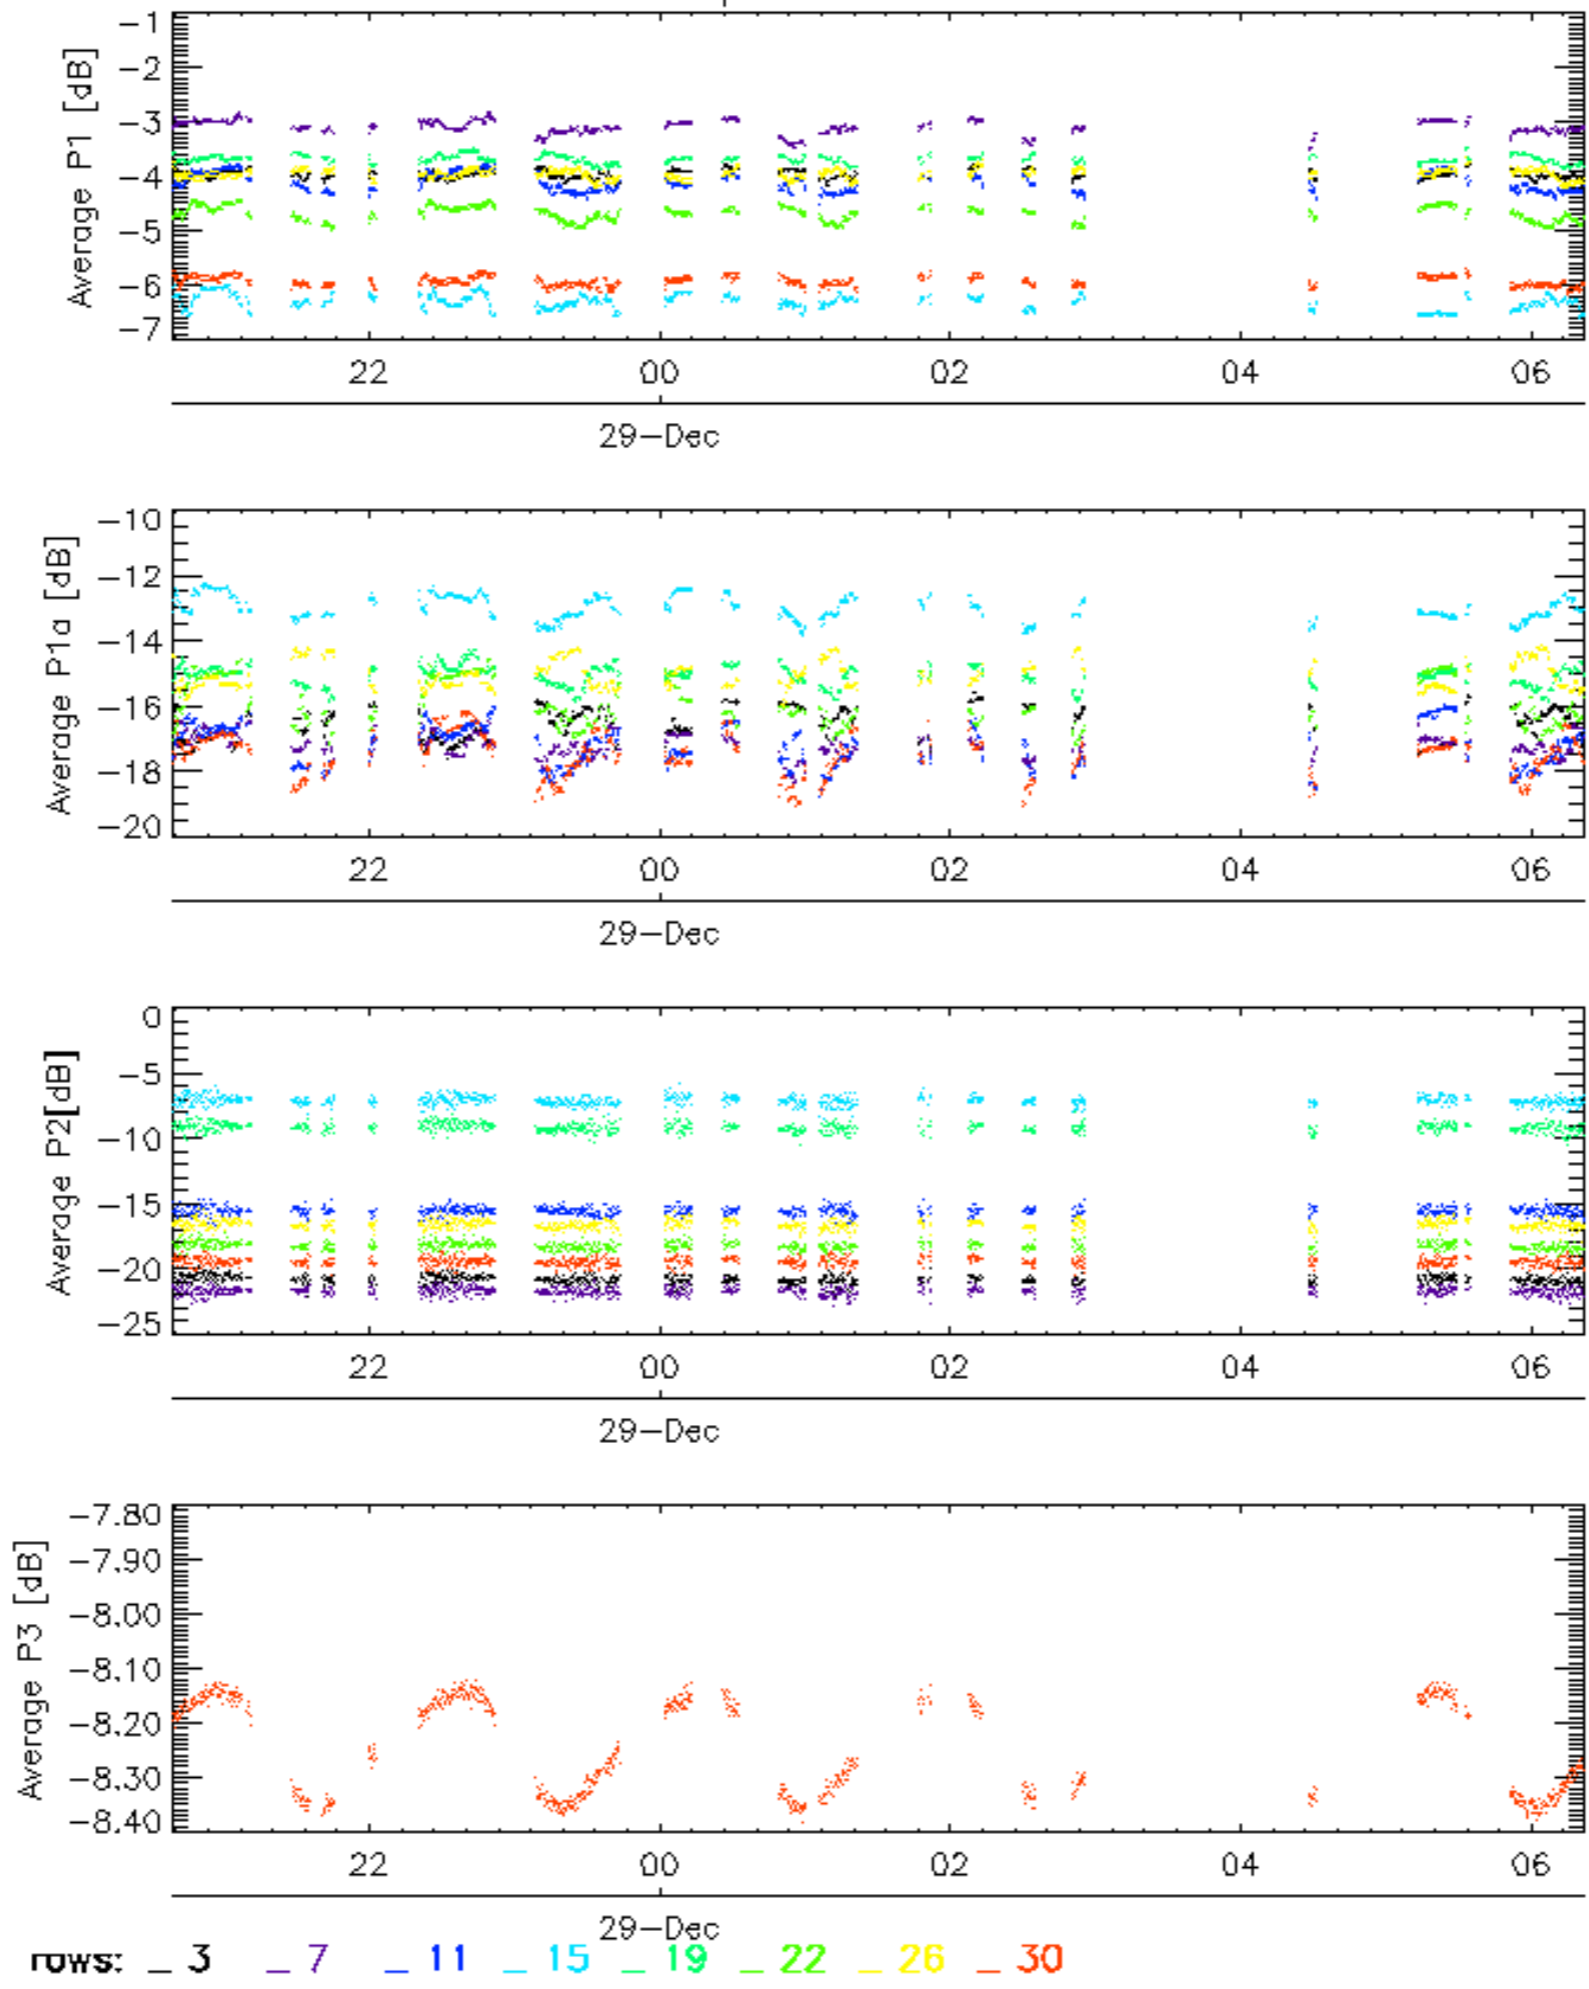 Average P1 [dB]
-1
-2
-3
-4
-5
-6
-7
22 00 02 04 06
29-Dec
Average P1a [dB]
-10
-12
-14
-16
-18
-20
22 00 02 04 06
29-Dec
Average P2[dB]
0
-5
-10
-15
-20
-25
22 00 02 04 06
29-Dec
Average P3 [dB]
-7.80
-7.90
-8.00
-8.10
-8.20
-8.30
-8.40
22 00 02 04 06
29-Dec
rows: _ 3 _ 7 _ 11 _ 15 _ 19 _ 22 _ 26 _ 30